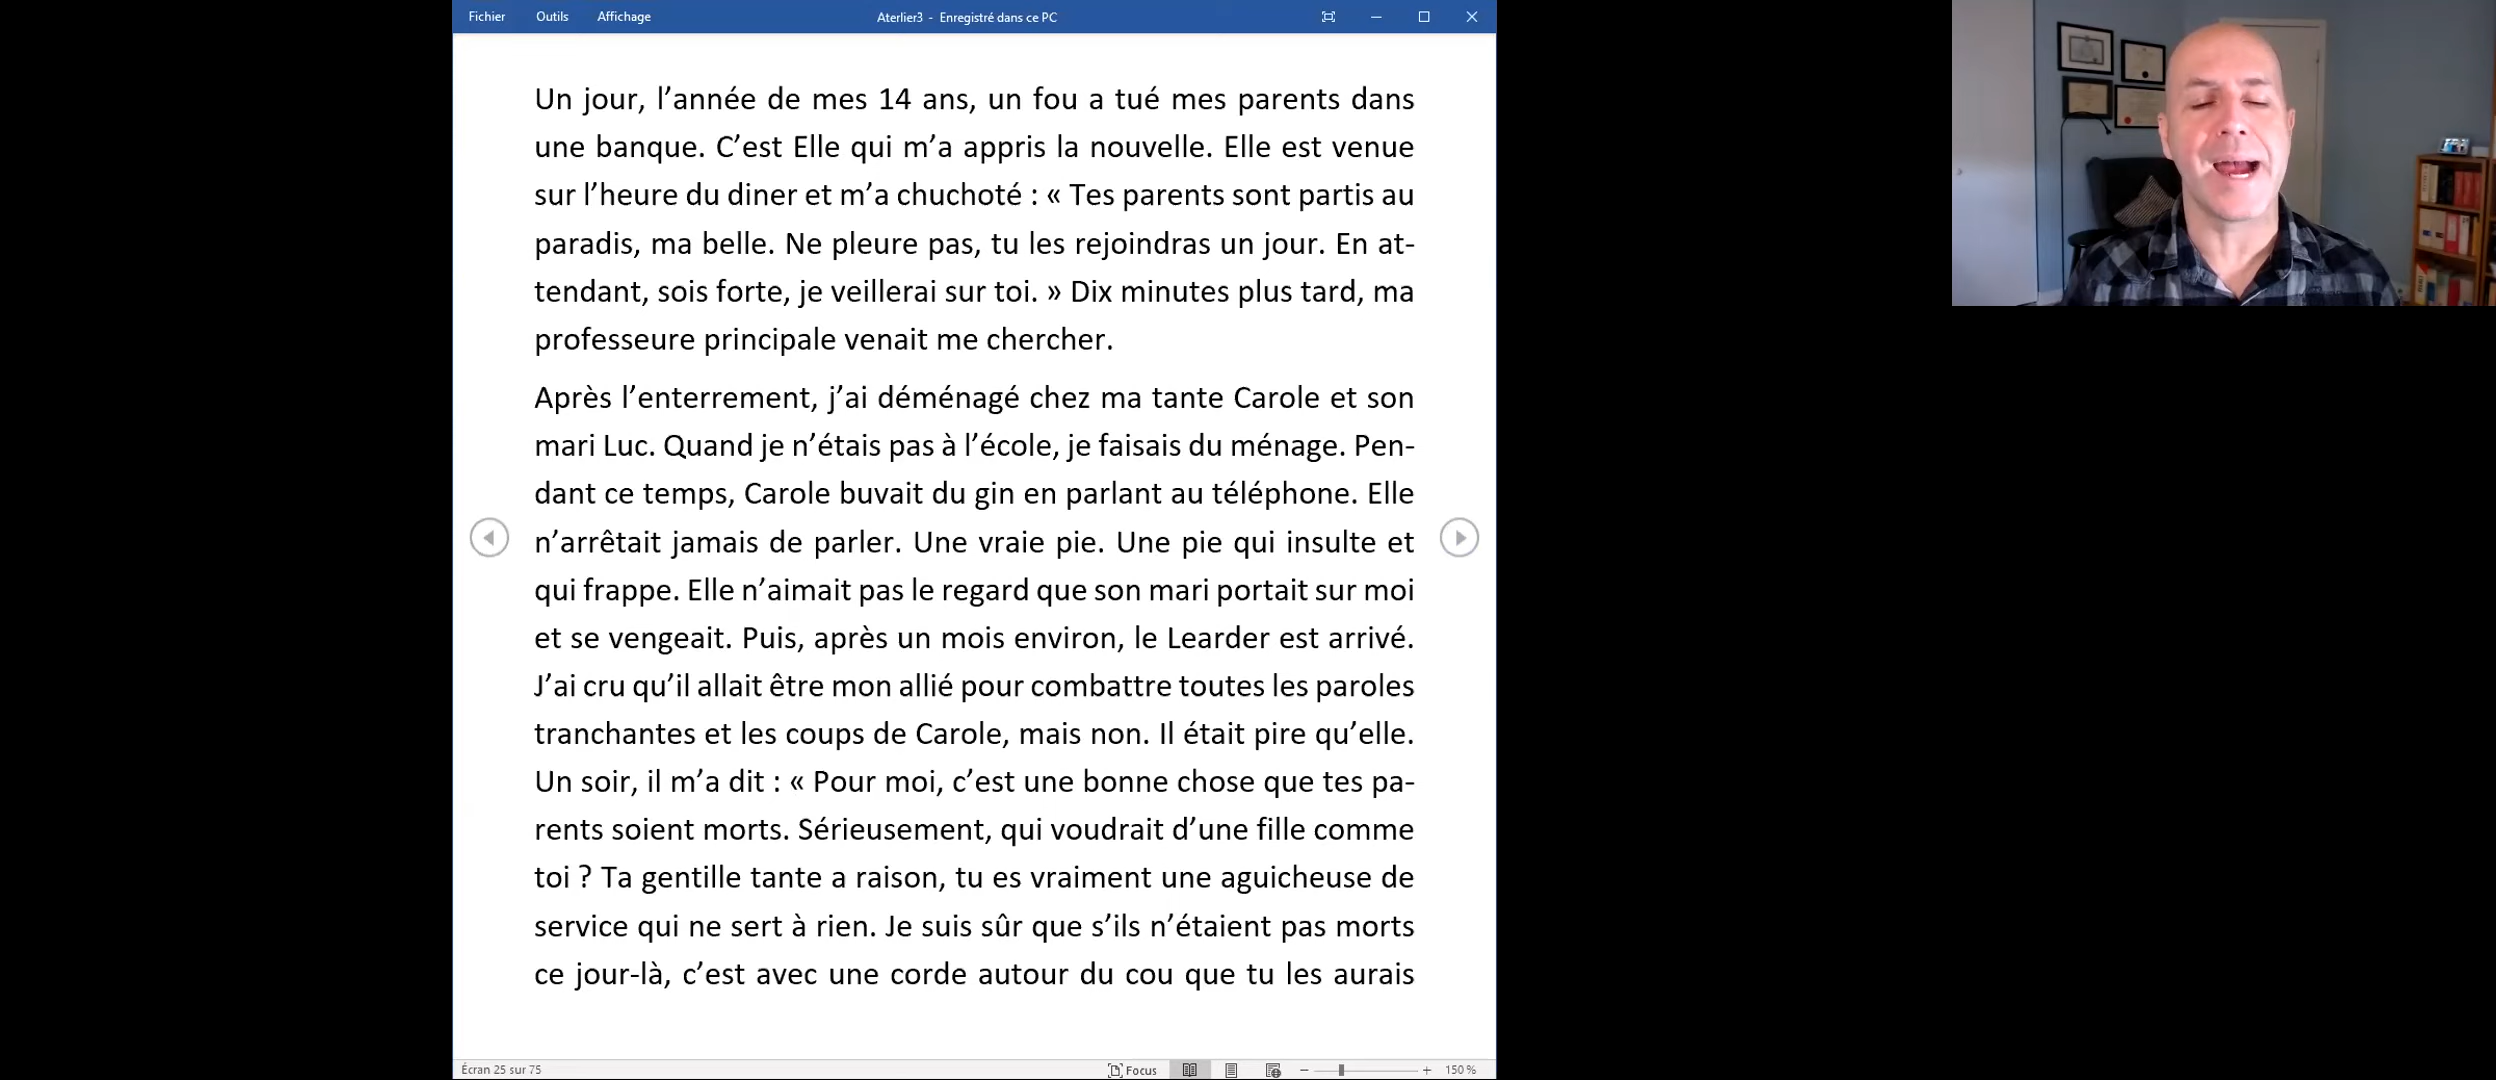 Fichier Outils Affichage Aterlier3 - Enregistré dans ce PC
Un jour, l’année de mes 14 ans, un fou a tué mes parents dans
une banque. C’est Elle qui m’a appris la nouvelle. Elle est venue
sur l’heure du diner et m’a chuchoté : « Tes parents sont partis au
paradis, ma belle. Ne pleure pas, tu les rejoindras un jour. En at-
tendant, sois forte, je veillerai sur toi. » Dix minutes plus tard, ma
professeure principale venait me chercher.
Après l’enterrement, j’ai déménagé chez ma tante Carole et son
mari Luc. Quand je n’étais pas à l’école, je faisais du ménage. Pen-
dant ce temps, Carole buvait du gin en parlant au téléphone. Elle
n’arrêtait jamais de parler. Une vraie pie. Une pie qui insulte et
qui frappe. Elle n’aimait pas le regard que son mari portait sur moi
et se vengeait. Puis, après un mois environ, le Learder est arrivé.
J’ai cru qu’il allait être mon allié pour combattre toutes les paroles
tranchantes et les coups de Carole, mais non. Il était pire qu’elle.
Un soir, il m’a dit : « Pour moi, c’est une bonne chose que tes pa-
rents soient morts. Sérieusement, qui voudrait d’une fille comme
toi ? Ta gentille tante a raison, tu es vraiment une aguicheuse de
service qui ne sert à rien. Je suis sûr que s’ils n’étaient pas morts
ce jour-là, c’est avec une corde autour du cou que tu les aurais
Écran 25 sur 75 Focus 150 %